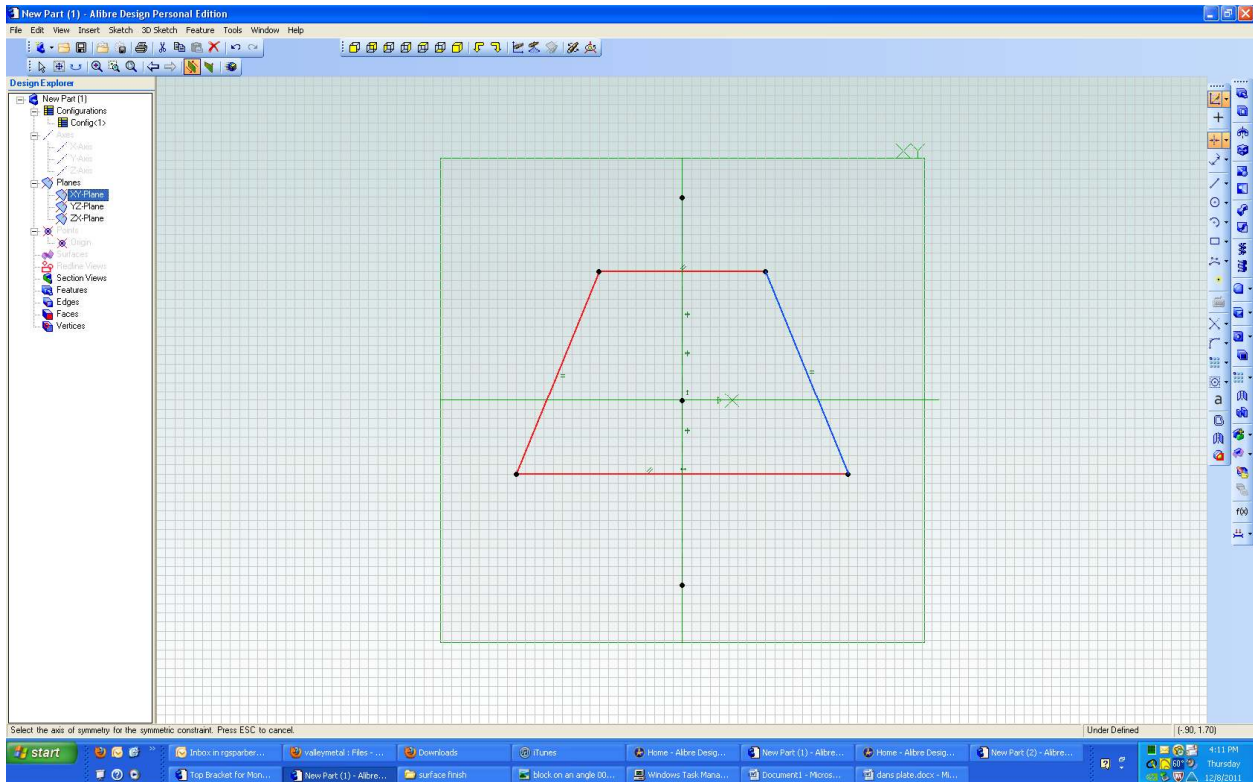 New Part (1) - Alibre Design Personal Edition
File Edit View Insert Sketch 3D Sketch Feature Tools Window Help
Design Explorer
New Part (1)
Configurations
Config<1>
Axes
X-Axis
Y-Axis
Z-Axis
Planes
XY-Plane
YZ-Plane
ZX-Plane
Points
Origin
Surfaces
Redline Views
Section Views
Features
Edges
Faces
Vertices
XY
X
a
f(x)
Select the axis of symmetry for the symmetric constraint. Press ESC to cancel.
Under Defined
(-.90, 1.70)
start
Inbox in rgsparber...
valleymetal : Files - ...
Downloads
iTunes
Home - Alibre Desig...
New Part (1) - Alibre...
Home - Alibre Desig...
New Part (2) - Alibre...
4:11 PM
Top Bracket for Mon...
New Part (1) - Alibre...
surface finish
block on an angle 00...
Windows Task Mana...
Document1 - Micros...
dans plate.docx - Mi...
60°
Thursday
12/8/2011